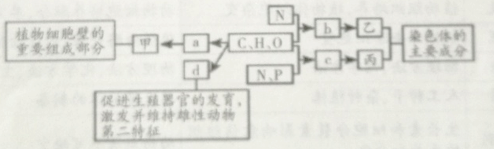 N
植物细胞壁的
重要组成部分
甲
a
C、H、O
b
乙
染色体的
主要成分
d
c
丙
N、P
促进生殖器官的发育，
激发并维持雄性动物
第二特征